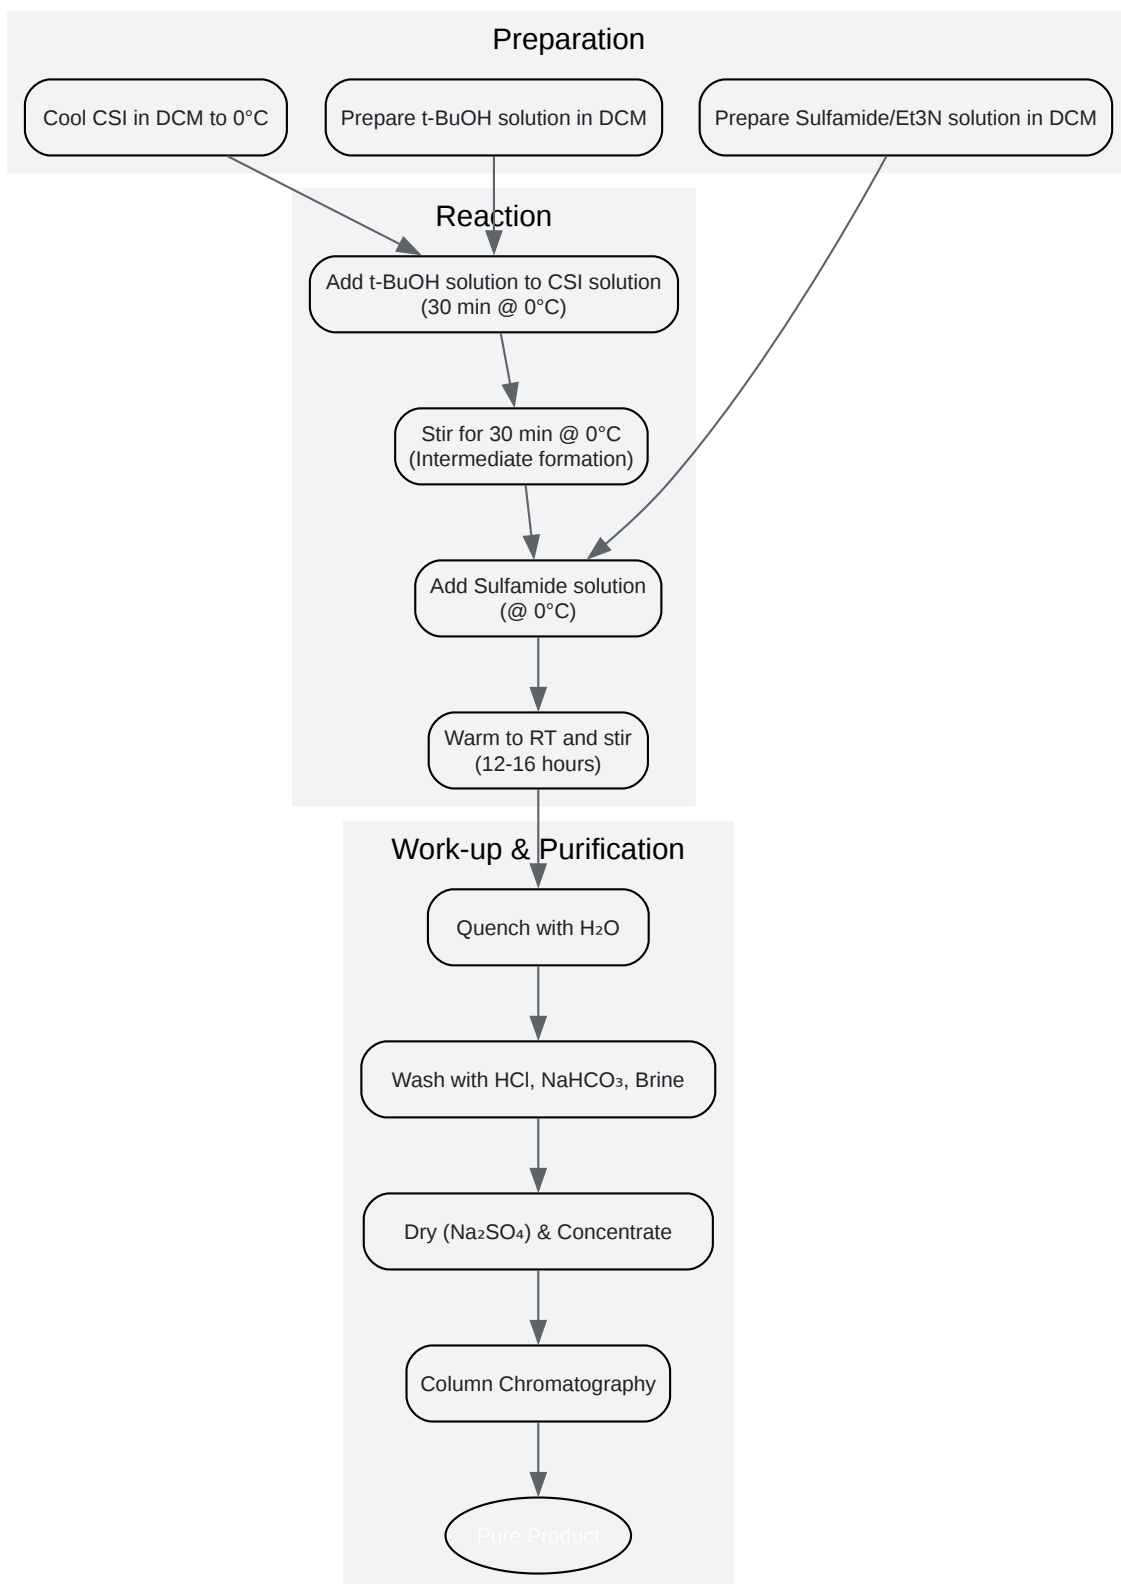 Preparation
Cool CSI in DCM to 0°C
Prepare t-BuOH solution in DCM
Prepare Sulfamide/Et3N solution in DCM
Reaction
Add t-BuOH solution to CSI solution
(30 min @ 0°C)
Stir for 30 min @ 0°C
(Intermediate formation)
Add Sulfamide solution
(@ 0°C)
Warm to RT and stir
(12-16 hours)
Work-up & Purification
Quench with H₂O
Wash with HCl, NaHCO₃, Brine
Dry (Na₂SO₄) & Concentrate
Column Chromatography
Pure Product